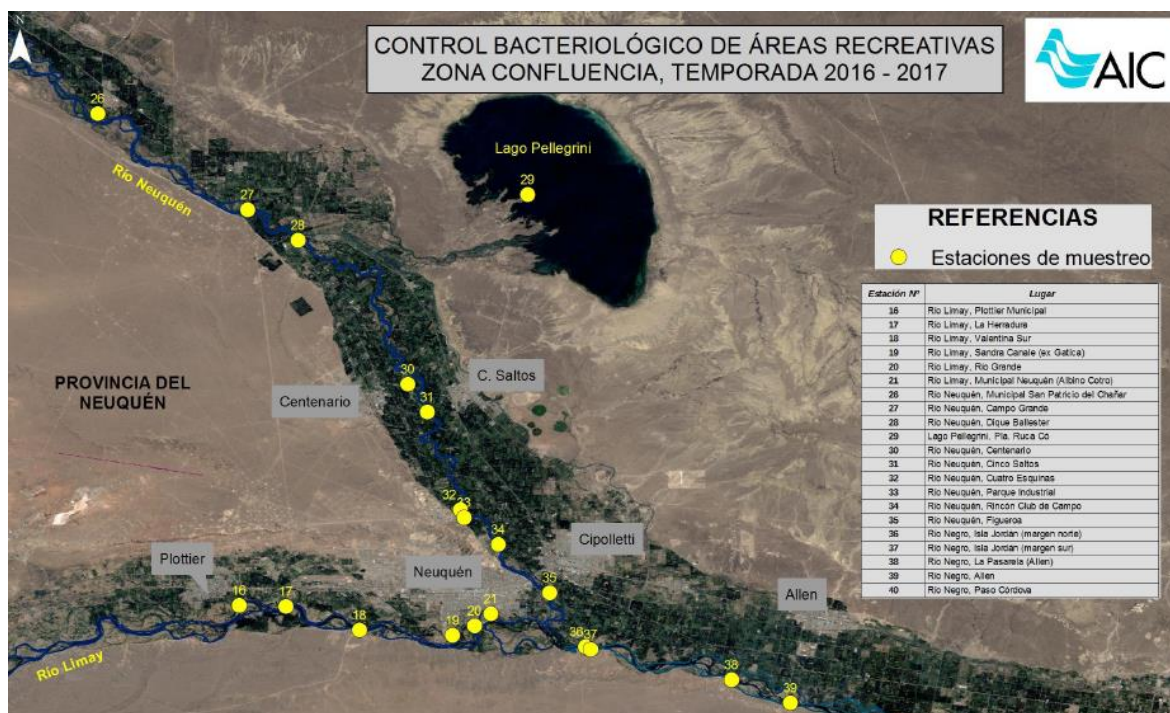 N
CONTROL BACTERIOLÓGICO DE ÁREAS RECREATIVAS
ZONA CONFLUENCIA, TEMPORADA 2016 - 2017
AIC
26
Río Neuquén
27
28
Lago Pellegrini
29
REFERENCIAS
Estaciones de muestreo
Estación Nº Lugar
16 Río Limay, Plottier Municipal
17 Río Limay, La Herradura
18 Río Limay, Valentina Sur
19 Río Limay, Sandra Canale (ex Gatica)
20 Río Limay, Río Grande
21 Río Limay, Municipal Neuquén (Albino Cotro)
26 Río Neuquén, Municipal San Patricio del Chañar
27 Río Neuquén, Campo Grande
28 Río Neuquén, Dique Ballester
29 Lago Pellegrini, Pla. Ruca Có
30 Río Neuquén, Centenario
31 Río Neuquén, Cinco Saltos
32 Río Neuquén, Cuatro Esquinas
33 Río Neuquén, Parque Industrial
34 Río Neuquén, Rincón Club de Campo
35 Río Neuquén, Figueroa
36 Río Negro, Isla Jordán (margen norte)
37 Río Negro, Isla Jordán (margen sur)
38 Río Negro, La Pasarela (Allen)
39 Río Negro, Allen
40 Río Negro, Paso Córdova
PROVINCIA DEL
NEUQUÉN
30
C. Saltos
Centenario
31
32
33
34
Cipolletti
Plottier
Neuquén
35
Allen
16
17
18
19
20
21
36
37
Río Limay
38
39